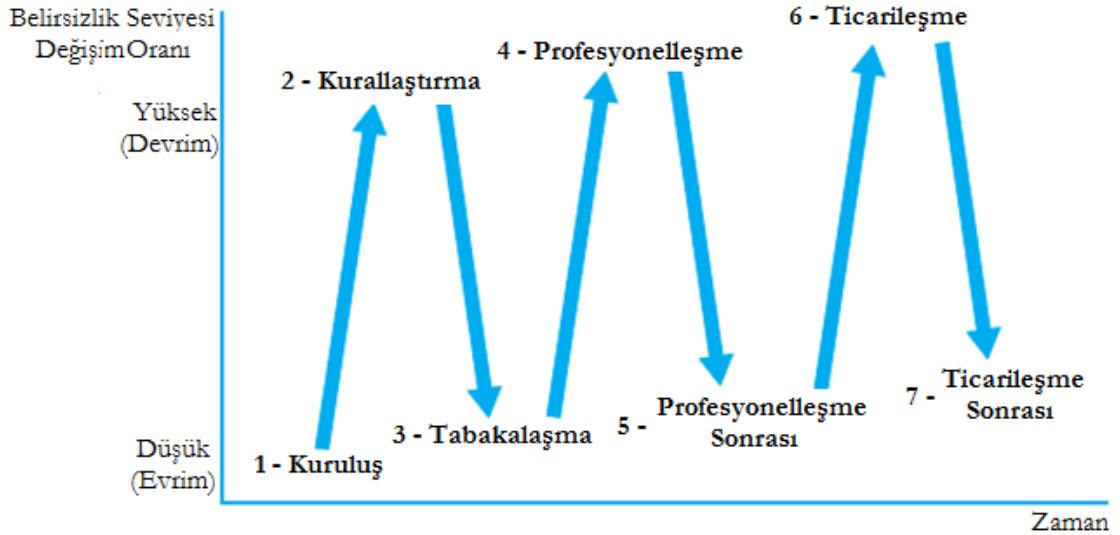 Belirsizlik Seviyesi
Değişim Oranı
Yüksek
(Devrim)
Düşük
(Evrim)
1 - Kuruluş
2 - Kurallaştırma
3 - Tabakalaşma
4 - Profesyonelleşme
5 - Profesyonelleşme
Sonrası
6 - Ticarileşme
7 - Ticarileşme
Sonrası
Zaman